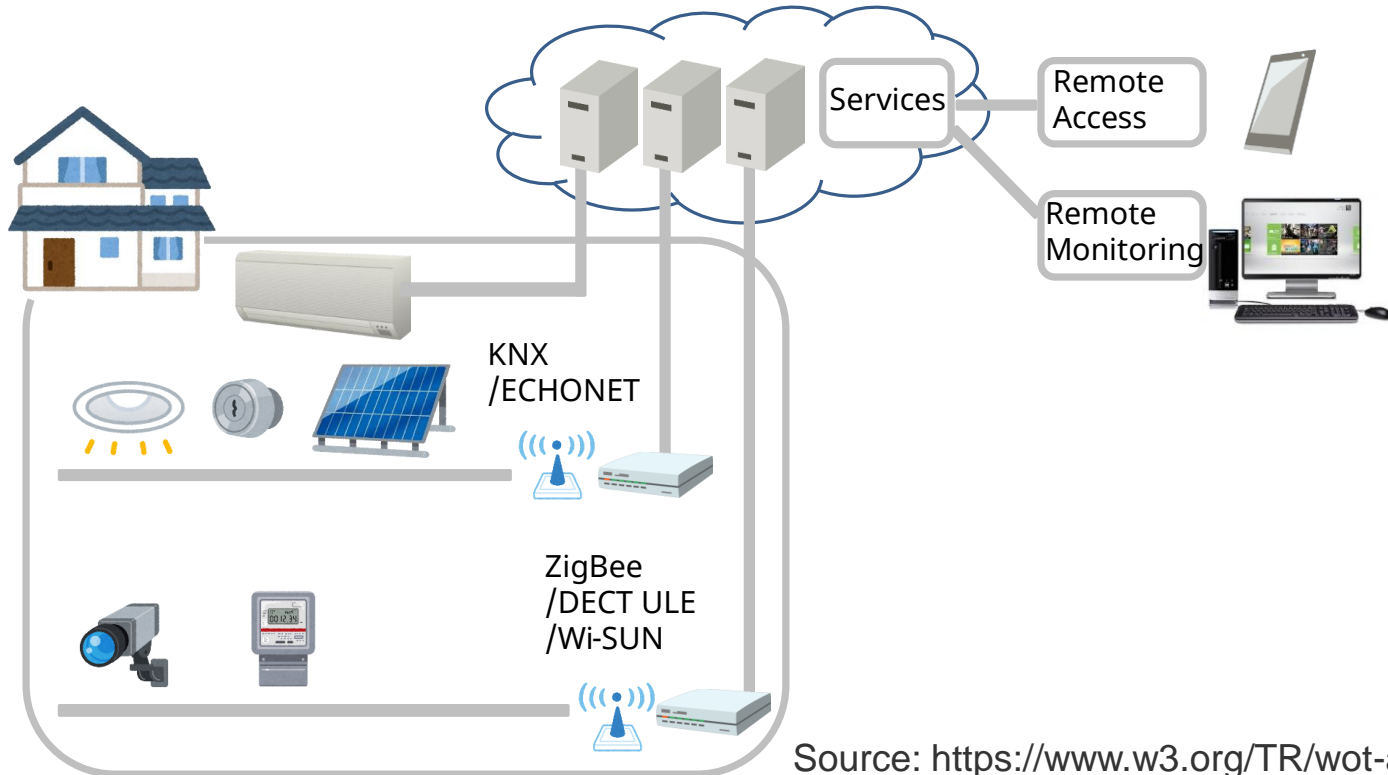 Services
Remote
Access
Remote
Monitoring
KNX
/ECHONET
ZigBee
/DECT ULE
/Wi-SUN
Source: https://www.w3.org/TR/wot-a